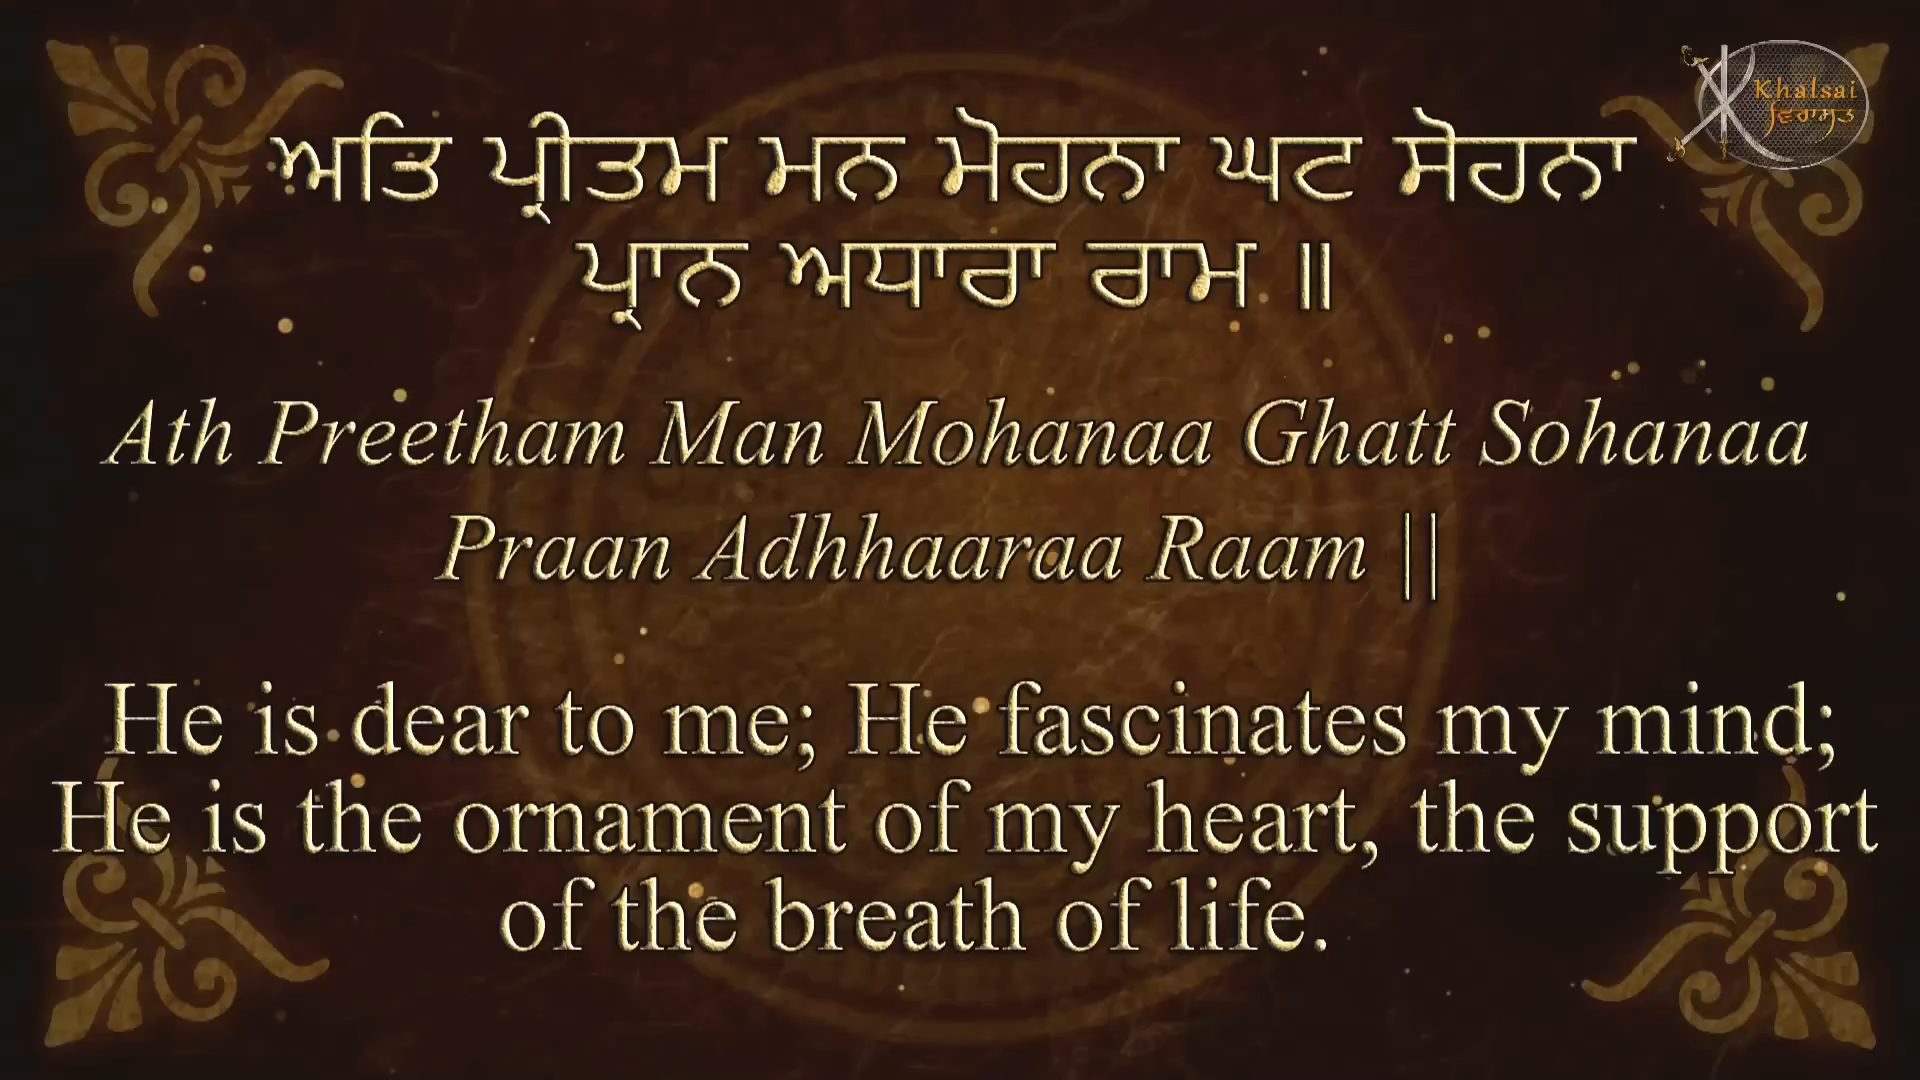 Khalsai
ਵਿਰਾਸਤ
ਅਤਿ ਪ੍ਰੀਤਮ ਮਨ ਮੋਹਨਾ ਘਟ ਸੋਹਨਾ
ਪ੍ਰਾਨ ਅਧਾਰਾ ਰਾਮ ॥
Ath Preetham Man Mohanaa Ghatt Sohanaa
Praan Adhhaaraa Raam ||
He is dear to me; He fascinates my mind;
He is the ornament of my heart, the support
of the breath of life.